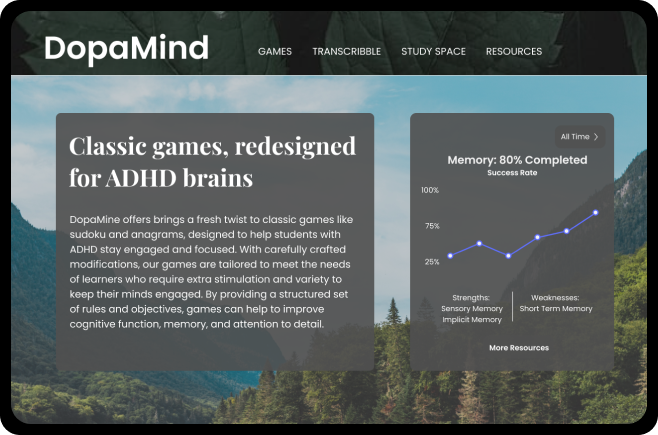 DopaMind
GAMES TRANSCRIBBLE STUDY SPACE RESOURCES
Classic games, redesigned
for ADHD brains
DopaMine offers brings a fresh twist to classic games like
sudoku and anagrams, designed to help students with
ADHD stay engaged and focused. With carefully crafted
modifications, our games are tailored to meet the needs
of learners who require extra stimulation and variety to
keep their minds engaged. By providing a structured set
of rules and objectives, games can help to improve
cognitive function, memory, and attention to detail.
All Time >
Memory: 80% Completed
Success Rate
100%
75%
25%
Strengths:
Sensory Memory
Implicit Memory
Weaknesses:
Short Term Memory
More Resources